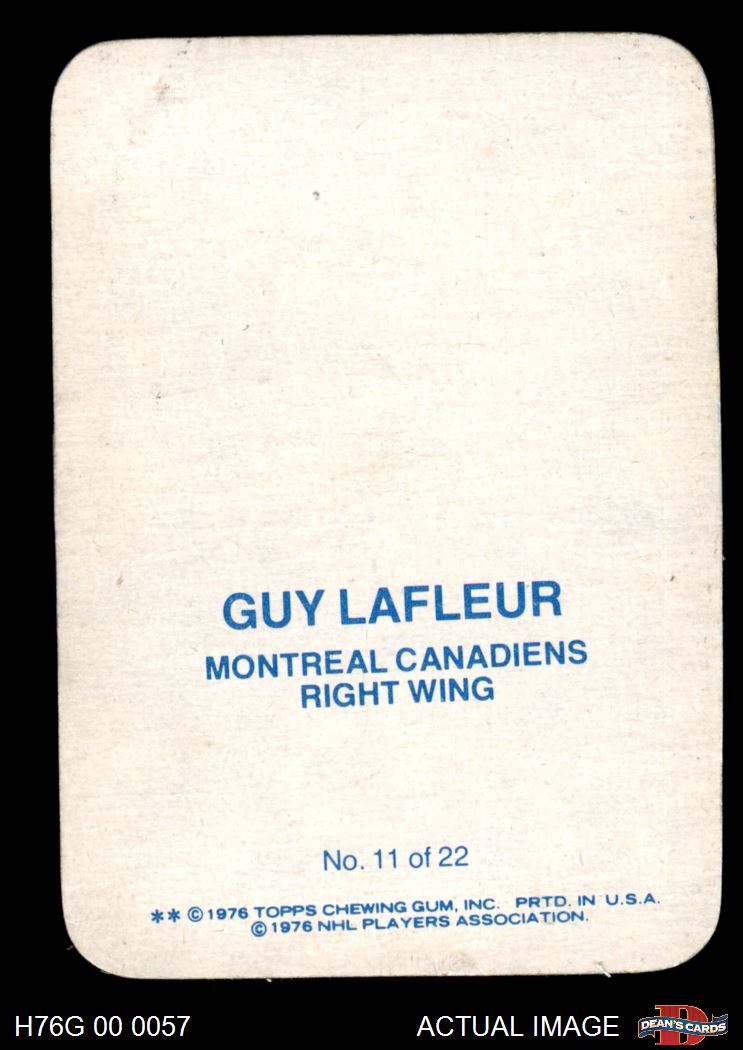 GUY LAFLEUR
MONTREAL CANADIENS
RIGHT WING
No. 11 of 22
** © 1976 TOPPS CHEWING GUM, INC. PRTD. IN U.S.A.
© 1976 NHL PLAYERS ASSOCIATION.
H76G 00 0057 ACTUAL IMAGE D DEAN'S CARDS